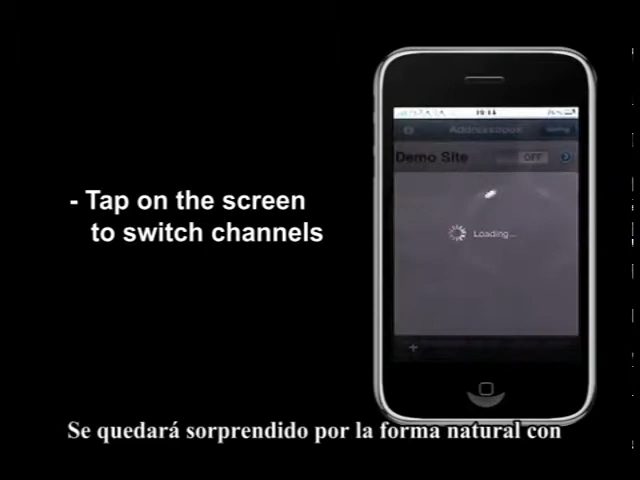 - Tap on the screen
to switch channels
Demo Site
OFF
Loading...
Se quedará sorprendido por la forma natural con